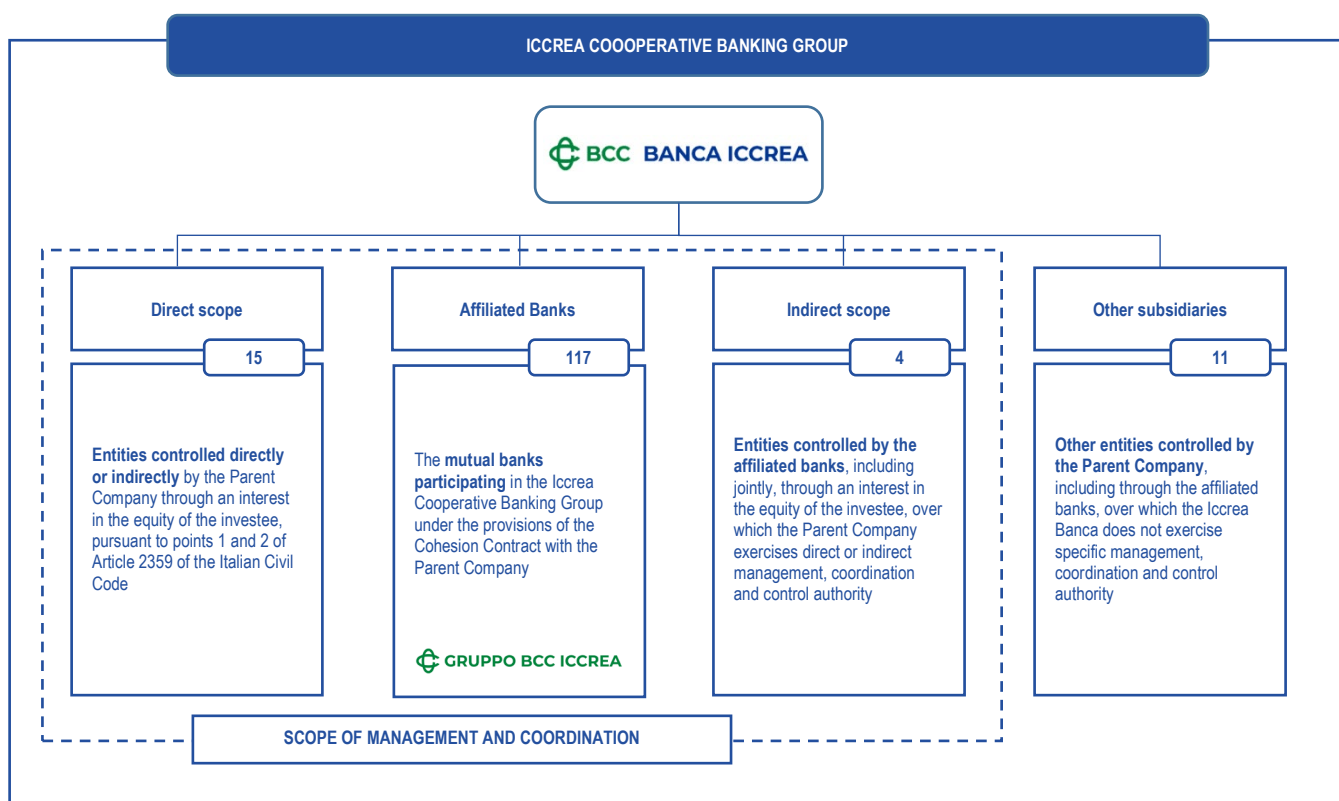 ICCREA COOOPERATIVE BANKING GROUP
BCC BANCA ICCREA
Direct scope
15
Entities controlled directly
or indirectly by the Parent
Company through an interest
in the equity of the investee,
pursuant to points 1 and 2 of
Article 2359 of the Italian Civil
Code
Affiliated Banks
117
The mutual banks
participating in the Iccrea
Cooperative Banking Group
under the provisions of the
Cohesion Contract with the
Parent Company
GRUPPO BCC ICCREA
Indirect scope
4
Entities controlled by the
affiliated banks, including
jointly, through an interest in
the equity of the investee, over
which the Parent Company
exercises direct or indirect
management, coordination
and control authority
Other subsidiaries
11
Other entities controlled by
the Parent Company,
including through the affiliated
banks, over which the Iccrea
Banca does not exercise
specific management,
coordination and control
authority
SCOPE OF MANAGEMENT AND COORDINATION